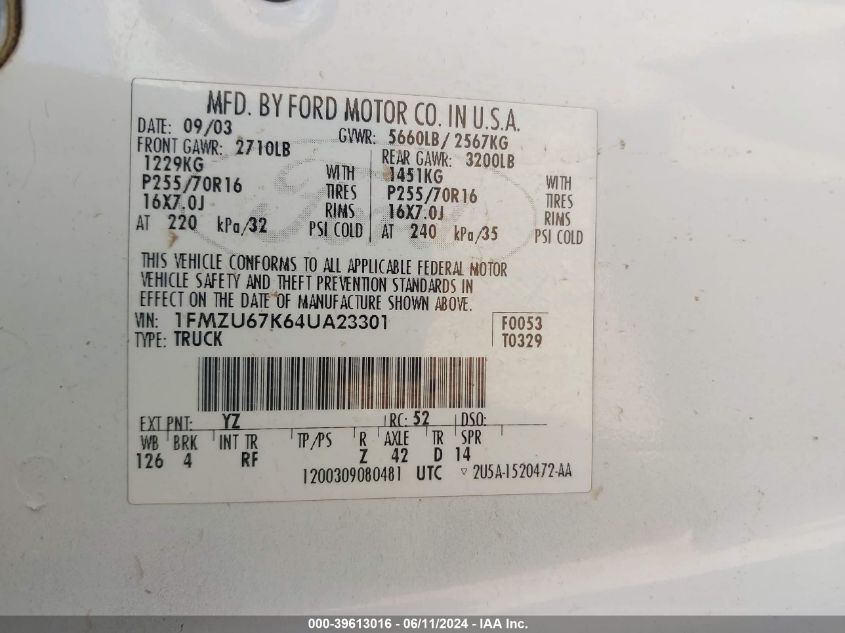 MFD. BY FORD MOTOR CO. IN U.S.A.
DATE: 09/03 GVWR: 5660LB/ 2567KG
FRONT GAWR: 2710LB REAR GAWR: 3200LB
1229KG WITH 1451KG WITH
P255/70R16 TIRES P255/70R16 TIRES
16X7.0J RIMS 16X7.0J RIMS
AT 220 kPa/32 PSI COLD AT 240 kPa/35 PSI COLD
THIS VEHICLE CONFORMS TO ALL APPLICABLE FEDERAL MOTOR
VEHICLE SAFETY AND THEFT PREVENTION STANDARDS IN
EFFECT ON THE DATE OF MANUFACTURE SHOWN ABOVE.
VIN: 1FMZU67K64UA23301 F0053
TYPE: TRUCK T0329
EXT PNT: YZ RC: 52 DSO:
WB BRK INT TR TP/PS R AXLE TR SPR
126 4 RF Z 42 D 14
1200309080481 UTC ▽ 2U5A-1520472-AA
000-39613016 - 06/11/2024 - IAA Inc.